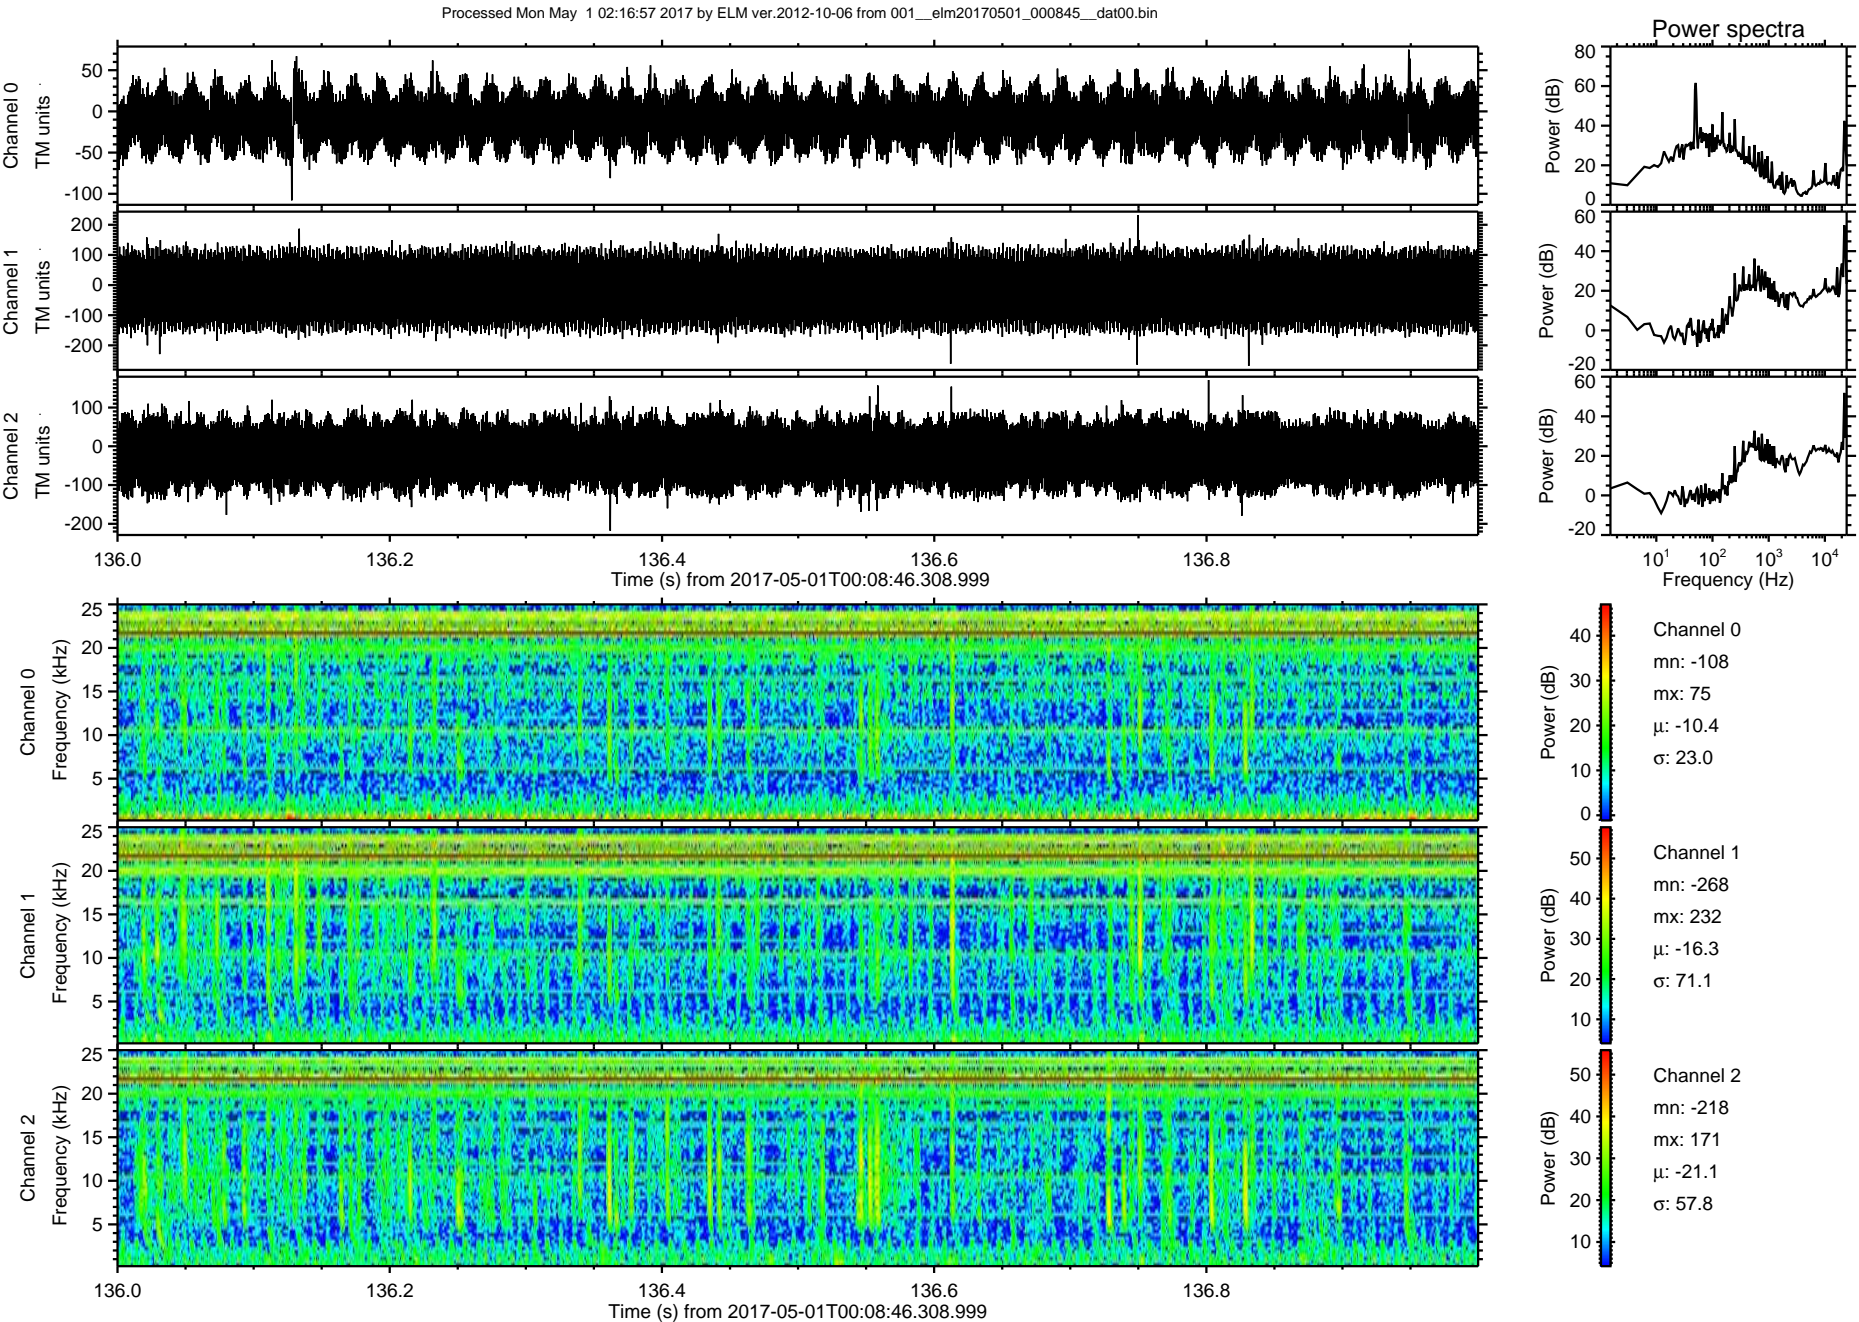 Processed Mon May  1 02:16:57 2017 by ELM ver.2012-10-06 from 001__elm20170501_000845__dat00.bin
Power spectra
Channel 0
TM units
50
0
-50
-100
Power (dB)
80
60
40
20
0
Channel 1
TM units
200
100
0
-100
-200
Power (dB)
60
40
20
0
-20
Channel 2
TM units
100
0
-100
-200
Power (dB)
60
40
20
0
-20
136.0 136.2 136.4 136.6 136.8
Time (s) from 2017-05-01T00:08:46.308.999
10^1 10^2 10^3 10^4
Frequency (Hz)
Channel 0
Frequency (kHz)
25
20
15
10
5
Power (dB)
40
30
20
10
0
Channel 0
mn: -108
mx: 75
μ: -10.4
σ: 23.0
Channel 1
Frequency (kHz)
25
20
15
10
5
Power (dB)
50
40
30
20
10
Channel 1
mn: -268
mx: 232
μ: -16.3
σ: 71.1
Channel 2
Frequency (kHz)
25
20
15
10
5
Power (dB)
50
40
30
20
10
Channel 2
mn: -218
mx: 171
μ: -21.1
σ: 57.8
136.0 136.2 136.4 136.6 136.8
Time (s) from 2017-05-01T00:08:46.308.999